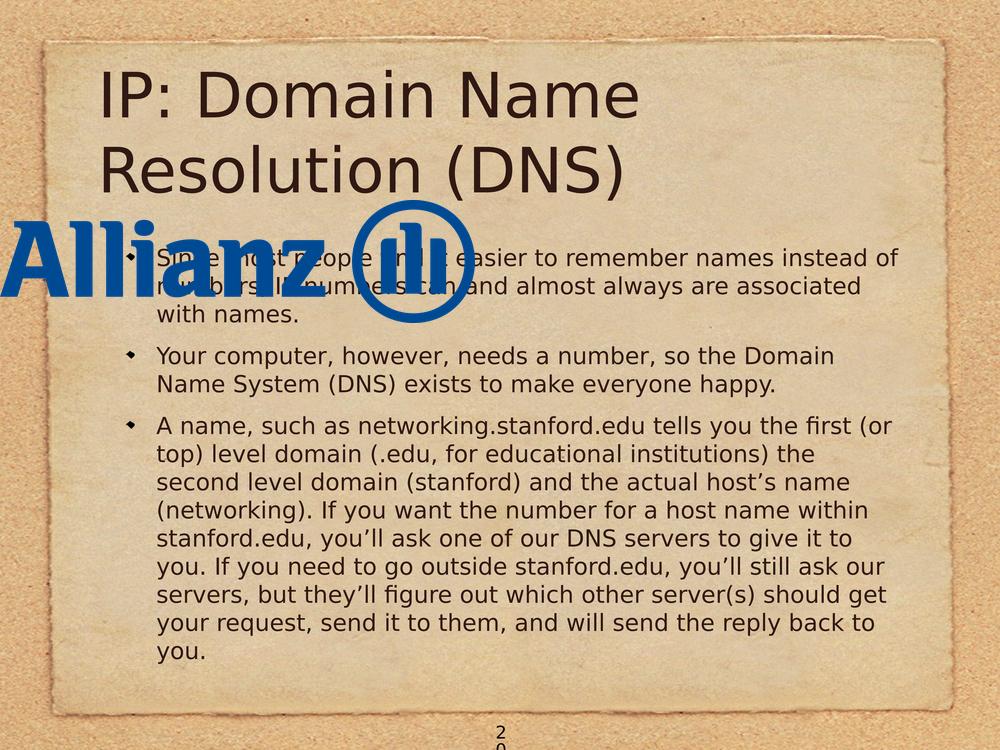 IP: Domain Name
Resolution (DNS)
Allianz
people easier to remember names instead of
and almost always are associated
with names.
Your computer, however, needs a number, so the Domain
Name System (DNS) exists to make everyone happy.
A name, such as networking.stanford.edu tells you the first (or
top) level domain (.edu, for educational institutions) the
second level domain (stanford) and the actual host’s name
(networking). If you want the number for a host name within
stanford.edu, you’ll ask one of our DNS servers to give it to
you. If you need to go outside stanford.edu, you’ll still ask our
servers, but they’ll figure out which other server(s) should get
your request, send it to them, and will send the reply back to
you.
2
0